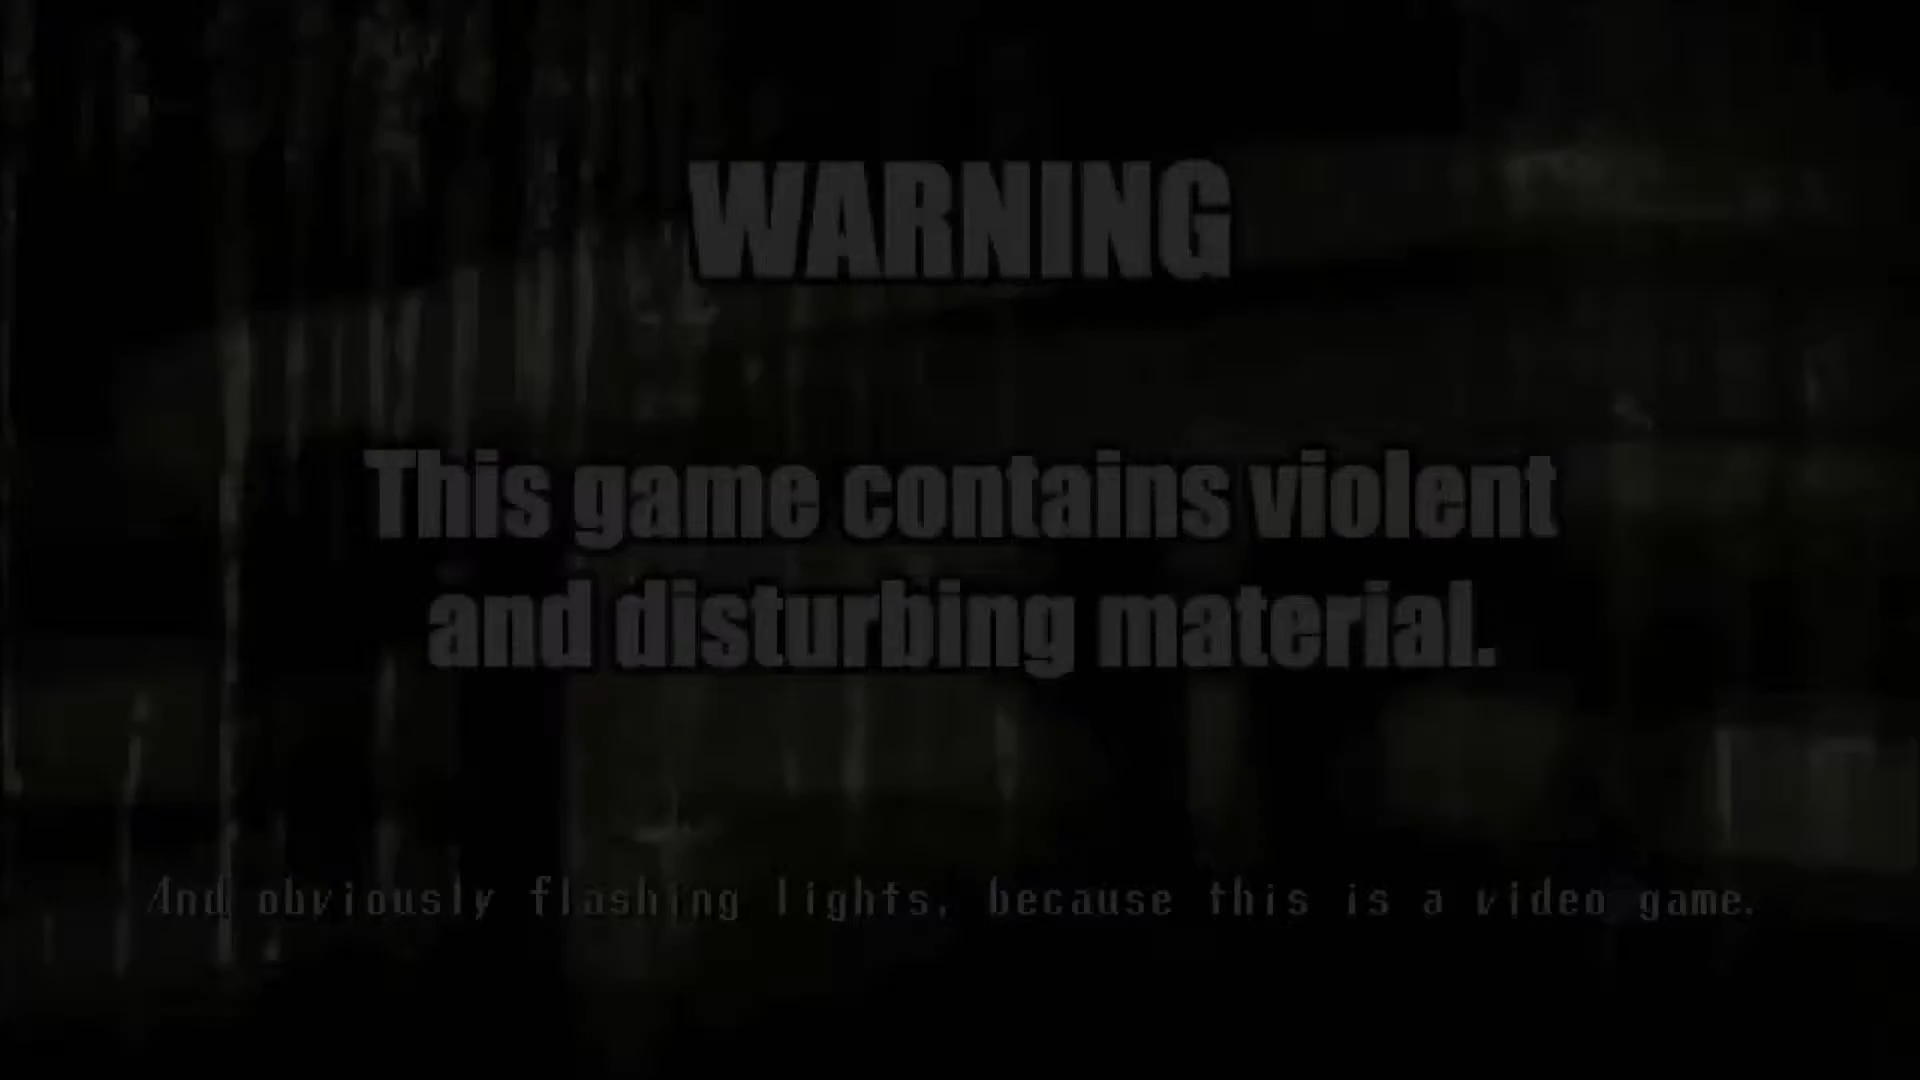 WARNING
This game contains violent
and disturbing material.
And obviously flashing lights, because this is a video game.